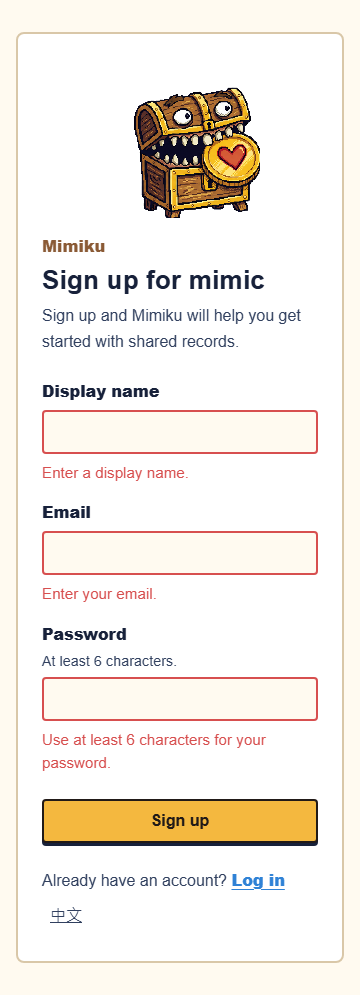 Mimiku
Sign up for mimic
Sign up and Mimiku will help you get
started with shared records.
Display name
Enter a display name.
Email
Enter your email.
Password
At least 6 characters.
Use at least 6 characters for your
password.
Sign up
Already have an account? Log in
中文